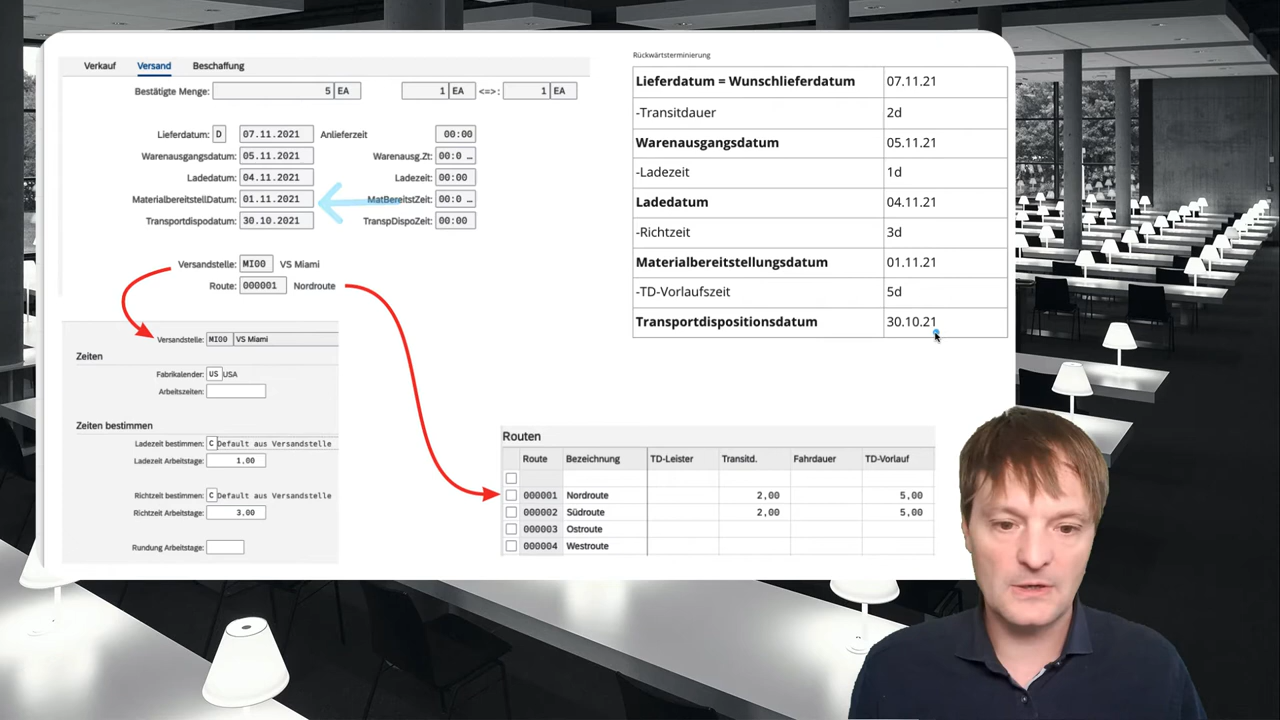 Verkauf Versand Beschaffung
Bestätigte Menge: 5 EA 1 EA <=>: 1 EA
Lieferdatum: D 07.11.2021 Anlieferzeit 00:00
Warenausgangsdatum: 05.11.2021 Warenausg.Zt: 00:0 …
Ladedatum: 04.11.2021 Ladezeit: 00:00
MaterialbereitstellDatum: 01.11.2021 MatBereitstZeit: 00:0 …
Transportdispodatum: 30.10.2021 TranspDispoZeit: 00:00
Versandstelle: MI00 VS Miami
Route: 000001 Nordroute
Versandstelle: MI00 VS Miami
Zeiten
Fabrikalender: US USA
Arbeitszeiten:
Zeiten bestimmen
Ladezeit bestimmen: C Default aus Versandstelle
Ladezeit Arbeitstage: 1.00
Richtzeit bestimmen: C Default aus Versandstelle
Richtzeit Arbeitstage: 3.00
Rundung Arbeitstage:
Rückwärtsterminierung
Lieferdatum = Wunschlieferdatum 07.11.21
-Transitdauer 2d
Warenausgangsdatum 05.11.21
-Ladezeit 1d
Ladedatum 04.11.21
-Richtzeit 3d
Materialbereitstellungsdatum 01.11.21
-TD-Vorlaufszeit 5d
Transportdispositionsdatum 30.10.21
Routen
Route Bezeichnung TD-Leister Transitd. Fahrdauer TD-Vorlauf
000001 Nordroute 2,00 5,00
000002 Südroute 2,00 5,00
000003 Ostroute
000004 Westroute